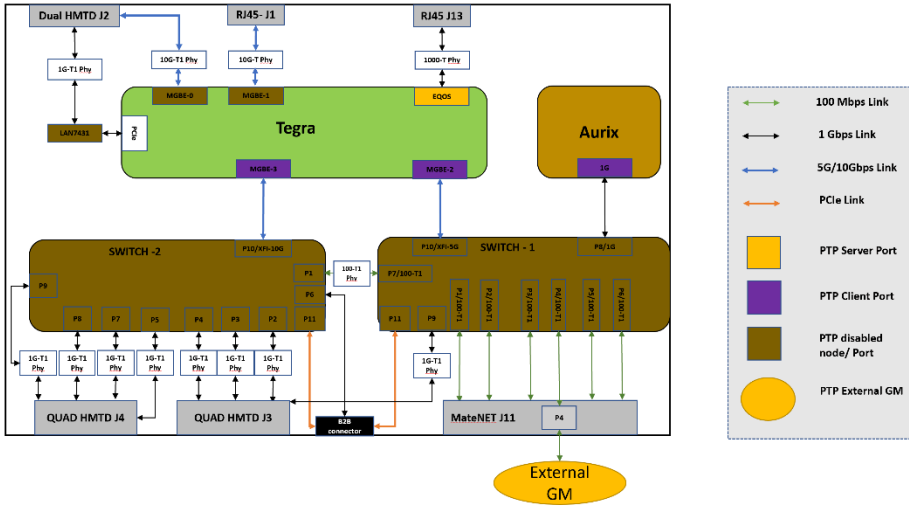 Dual HMTD J2
RJ45- J1
RJ45 J13
1G-T1 Phy
10G-T1 Phy
10G-T Phy
1000-T Phy
MGBE-0
MGBE-1
EQOS
Tegra
Aurix
LAN7431
PCIe
MGBE-3
MGBE-2
1G
SWITCH -2
P10/XFI-10G
P10/XFI-5G
SWITCH - 1
P8/1G
P9
P1
100-T1
Phy
P7/100-T1
P6
P8
P7
P5
P4
P3
P2
P11
P11
P9
P1/100-T1
P2/100-T1
P3/100-T1
P4/100-T1
P5/100-T1
P6/100-T1
1G-T1
Phy
1G-T1
Phy
1G-T1
Phy
1G-T1
Phy
1G-T1
Phy
1G-T1
Phy
1G-T1
Phy
1G-T1
Phy
QUAD HMTD J4
QUAD HMTD J3
B2B
connector
MateNET J11
P4
External
GM
100 Mbps Link
1 Gbps Link
5G/10Gbps Link
PCIe Link
PTP Server Port
PTP Client Port
PTP disabled
node/ Port
PTP External GM